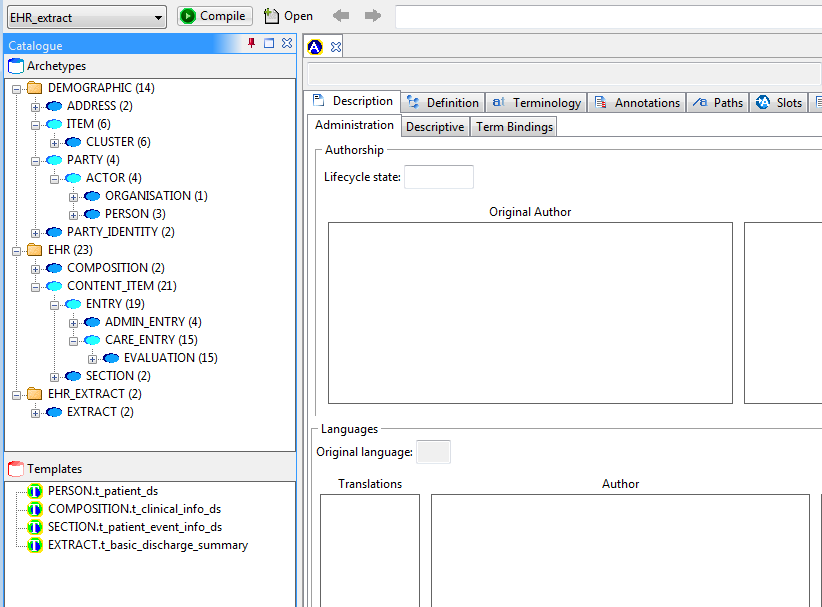 EHR_extract Compile Open
Catalogue
Archetypes
DEMOGRAPHIC (14)
ADDRESS (2)
ITEM (6)
CLUSTER (6)
PARTY (4)
ACTOR (4)
ORGANISATION (1)
PERSON (3)
PARTY_IDENTITY (2)
EHR (23)
COMPOSITION (2)
CONTENT_ITEM (21)
ENTRY (19)
ADMIN_ENTRY (4)
CARE_ENTRY (15)
EVALUATION (15)
SECTION (2)
EHR_EXTRACT (2)
EXTRACT (2)
Templates
PERSON.t_patient_ds
COMPOSITION.t_clinical_info_ds
SECTION.t_patient_event_info_ds
EXTRACT.t_basic_discharge_summary
Description Definition Terminology Annotations Paths Slots
Administration Descriptive Term Bindings
Authorship
Lifecycle state:
Original Author
Languages
Original language:
Translations Author